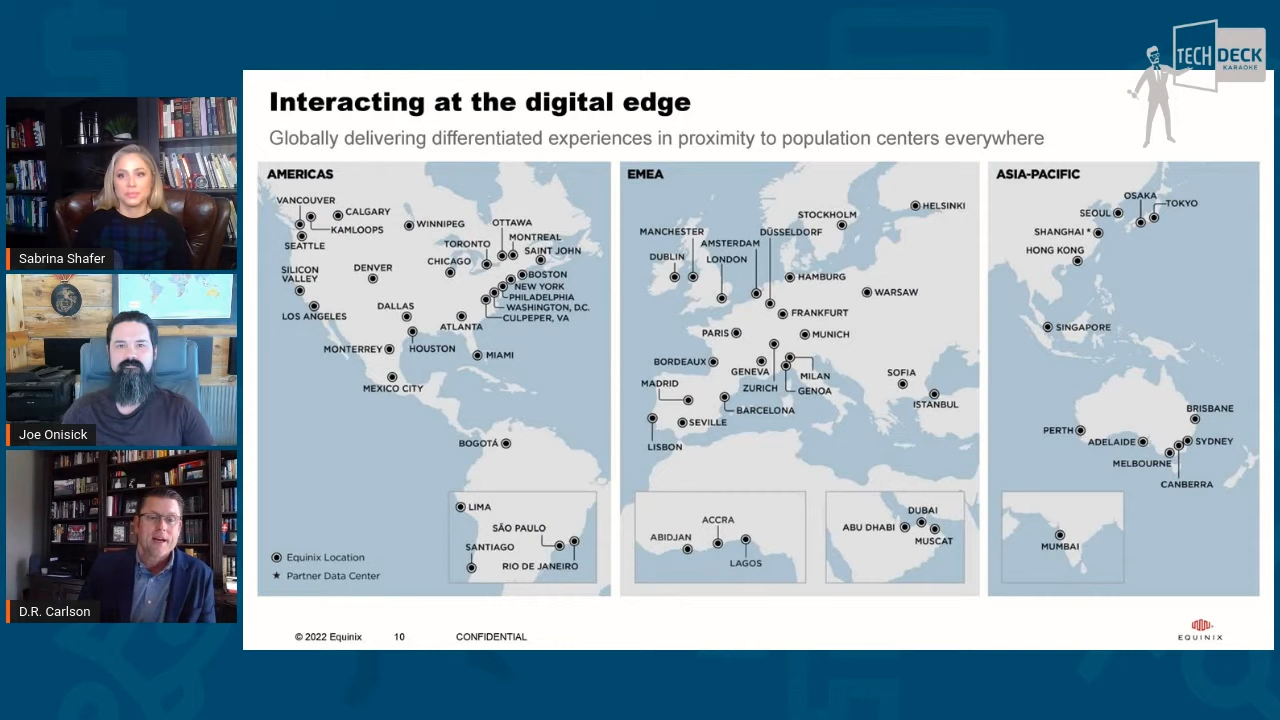 TECH DECK
KARAOKE
Interacting at the digital edge
Globally delivering differentiated experiences in proximity to population centers everywhere
AMERICAS
VANCOUVER
CALGARY
KAMLOOPS
WINNIPEG
SEATTLE
OTTAWA
MONTREAL
TORONTO
SAINT JOHN
CHICAGO
DENVER
SILICON
VALLEY
BOSTON
NEW YORK
PHILADELPHIA
WASHINGTON, D.C.
CULPEPER, VA
DALLAS
LOS ANGELES
ATLANTA
MONTERREY
HOUSTON
MIAMI
MEXICO CITY
BOGOTÁ
LIMA
SÃO PAULO
SANTIAGO
RIO DE JANEIRO
Equinix Location
★ Partner Data Center
EMEA
HELSINKI
STOCKHOLM
MANCHESTER
DÜSSELDORF
AMSTERDAM
DUBLIN
LONDON
HAMBURG
WARSAW
FRANKFURT
PARIS
MUNICH
BORDEAUX
GENEVA
MILAN
SOFIA
MADRID
ZURICH
GENOA
ISTANBUL
BARCELONA
SEVILLE
LISBON
ACCRA
ABIDJAN
LAGOS
DUBAI
ABU DHABI
MUSCAT
ASIA-PACIFIC
OSAKA
TOKYO
SEOUL
SHANGHAI *
HONG KONG
SINGAPORE
BRISBANE
PERTH
ADELAIDE
SYDNEY
MELBOURNE
CANBERRA
MUMBAI
© 2022 Equinix
10
CONFIDENTIAL
EQUINIX
Sabrina Shafer
Joe Onisick
D.R. Carlson